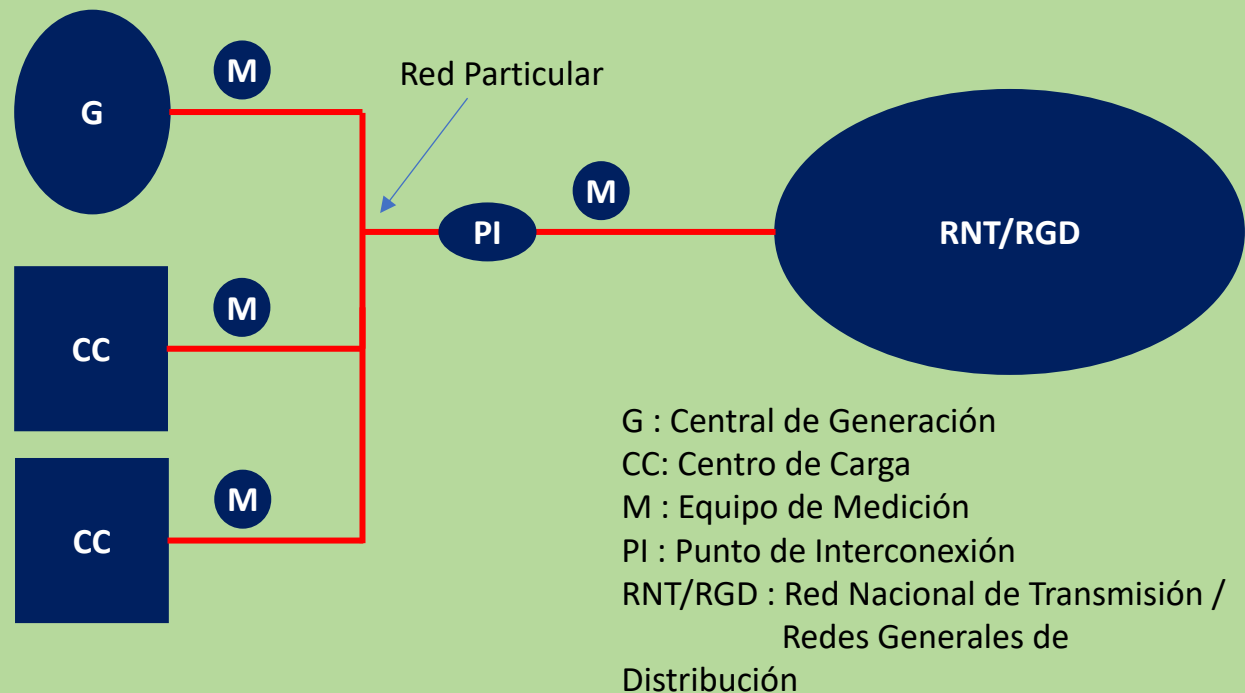 M
Red Particular
G
M
PI
RNT/RGD
M
CC
M
CC
G : Central de Generación
CC: Centro de Carga
M : Equipo de Medición
PI : Punto de Interconexión
RNT/RGD : Red Nacional de Transmisión /
Redes Generales de
Distribución